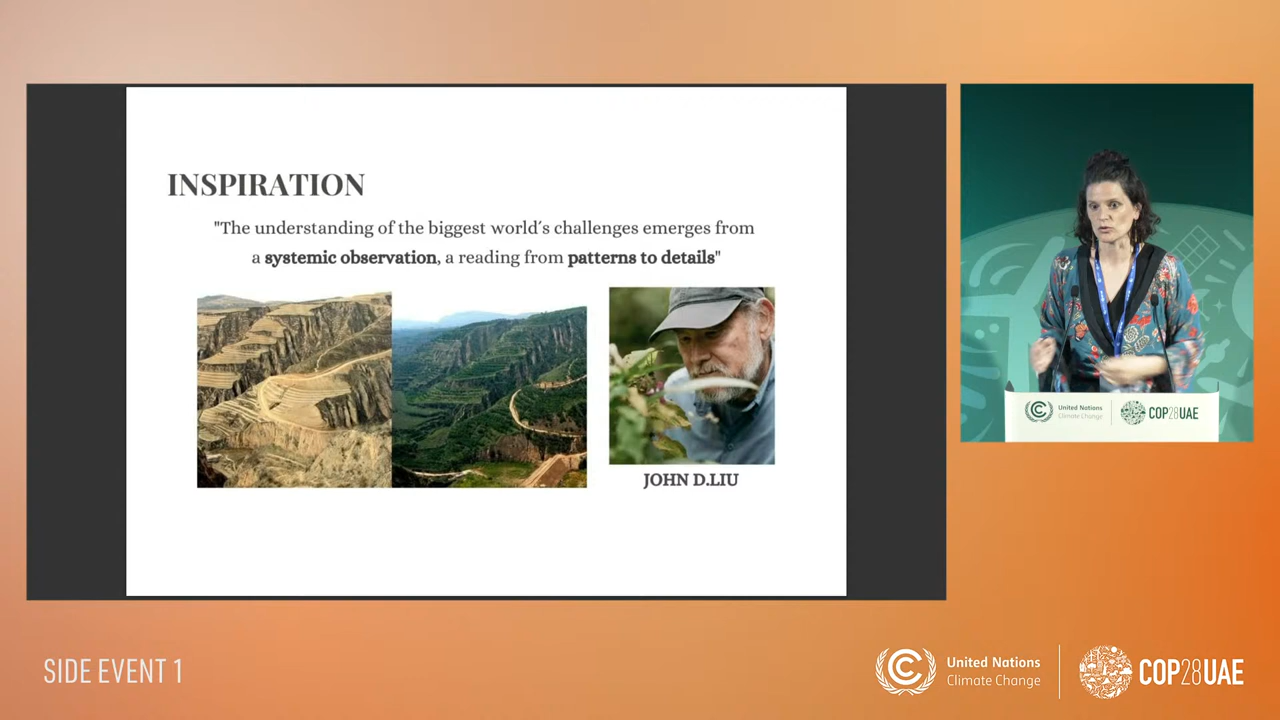 INSPIRATION
"The understanding of the biggest world´s challenges emerges from
a systemic observation, a reading from patterns to details"
JOHN D.LIU
United Nations
Climate Change
COP28UAE
SIDE EVENT 1
United Nations
Climate Change
COP28UAE